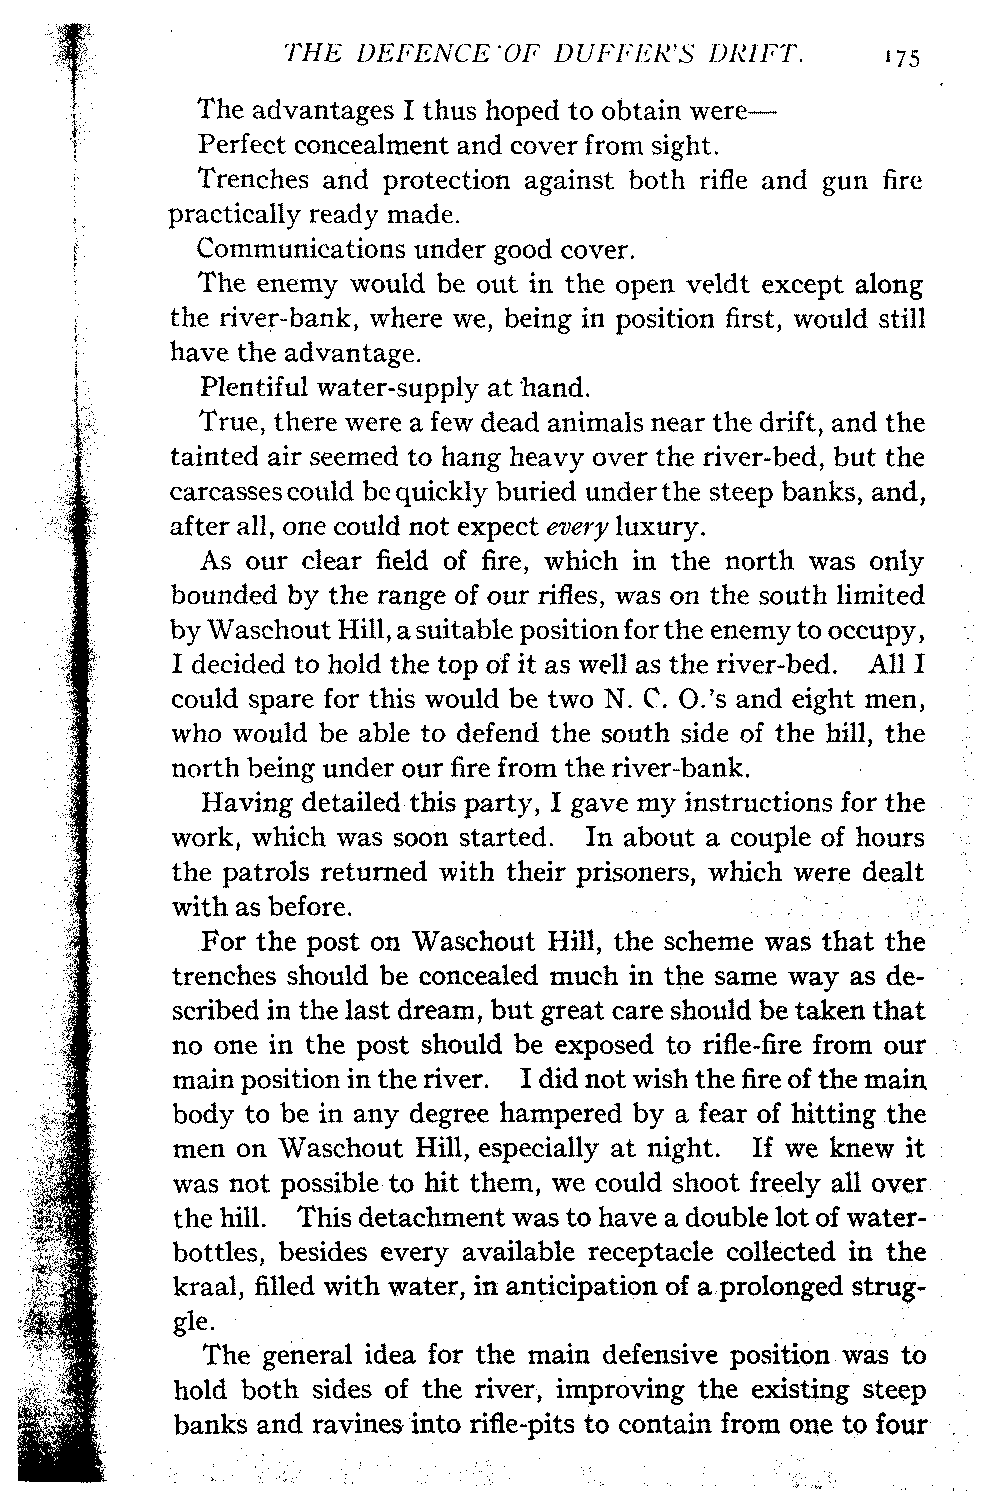 THE DEFENCE OF DUFFER'S DRIFT. 175
The advantages I thus hoped to obtain were—
Perfect concealment and cover from sight.
Trenches and protection against both rifle and gun fire
practically ready made.
Communications under good cover.
The enemy would be out in the open veldt except along
the river-bank, where we, being in position first, would still
have the advantage.
Plentiful water-supply at hand.
True, there were a few dead animals near the drift, and the
tainted air seemed to hang heavy over the river-bed, but the
carcasses could be quickly buried under the steep banks, and,
after all, one could not expect every luxury.
As our clear field of fire, which in the north was only
bounded by the range of our rifles, was on the south limited
by Waschout Hill, a suitable position for the enemy to occupy,
I decided to hold the top of it as well as the river-bed. All I
could spare for this would be two N. C. O.'s and eight men,
who would be able to defend the south side of the hill, the
north being under our fire from the river-bank.
Having detailed this party, I gave my instructions for the
work, which was soon started. In about a couple of hours
the patrols returned with their prisoners, which were dealt
with as before.
For the post on Waschout Hill, the scheme was that the
trenches should be concealed much in the same way as de-
scribed in the last dream, but great care should be taken that
no one in the post should be exposed to rifle-fire from our
main position in the river. I did not wish the fire of the main
body to be in any degree hampered by a fear of hitting the
men on Waschout Hill, especially at night. If we knew it
was not possible to hit them, we could shoot freely all over
the hill. This detachment was to have a double lot of water-
bottles, besides every available receptacle collected in the
kraal, filled with water, in anticipation of a prolonged strug-
gle.
The general idea for the main defensive position was to
hold both sides of the river, improving the existing steep
banks and ravines into rifle-pits to contain from one to four